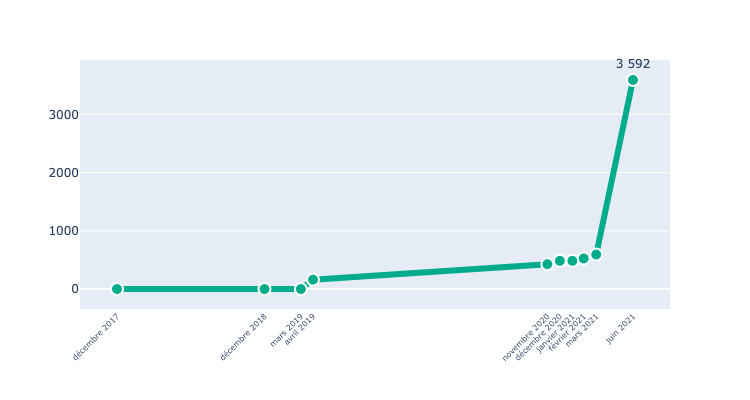 3 592
3000
2000
1000
0
décembre 2017
décembre 2018
mars 2019
avril 2019
novembre 2020
décembre 2020
janvier 2021
février 2021
mars 2021
juin 2021